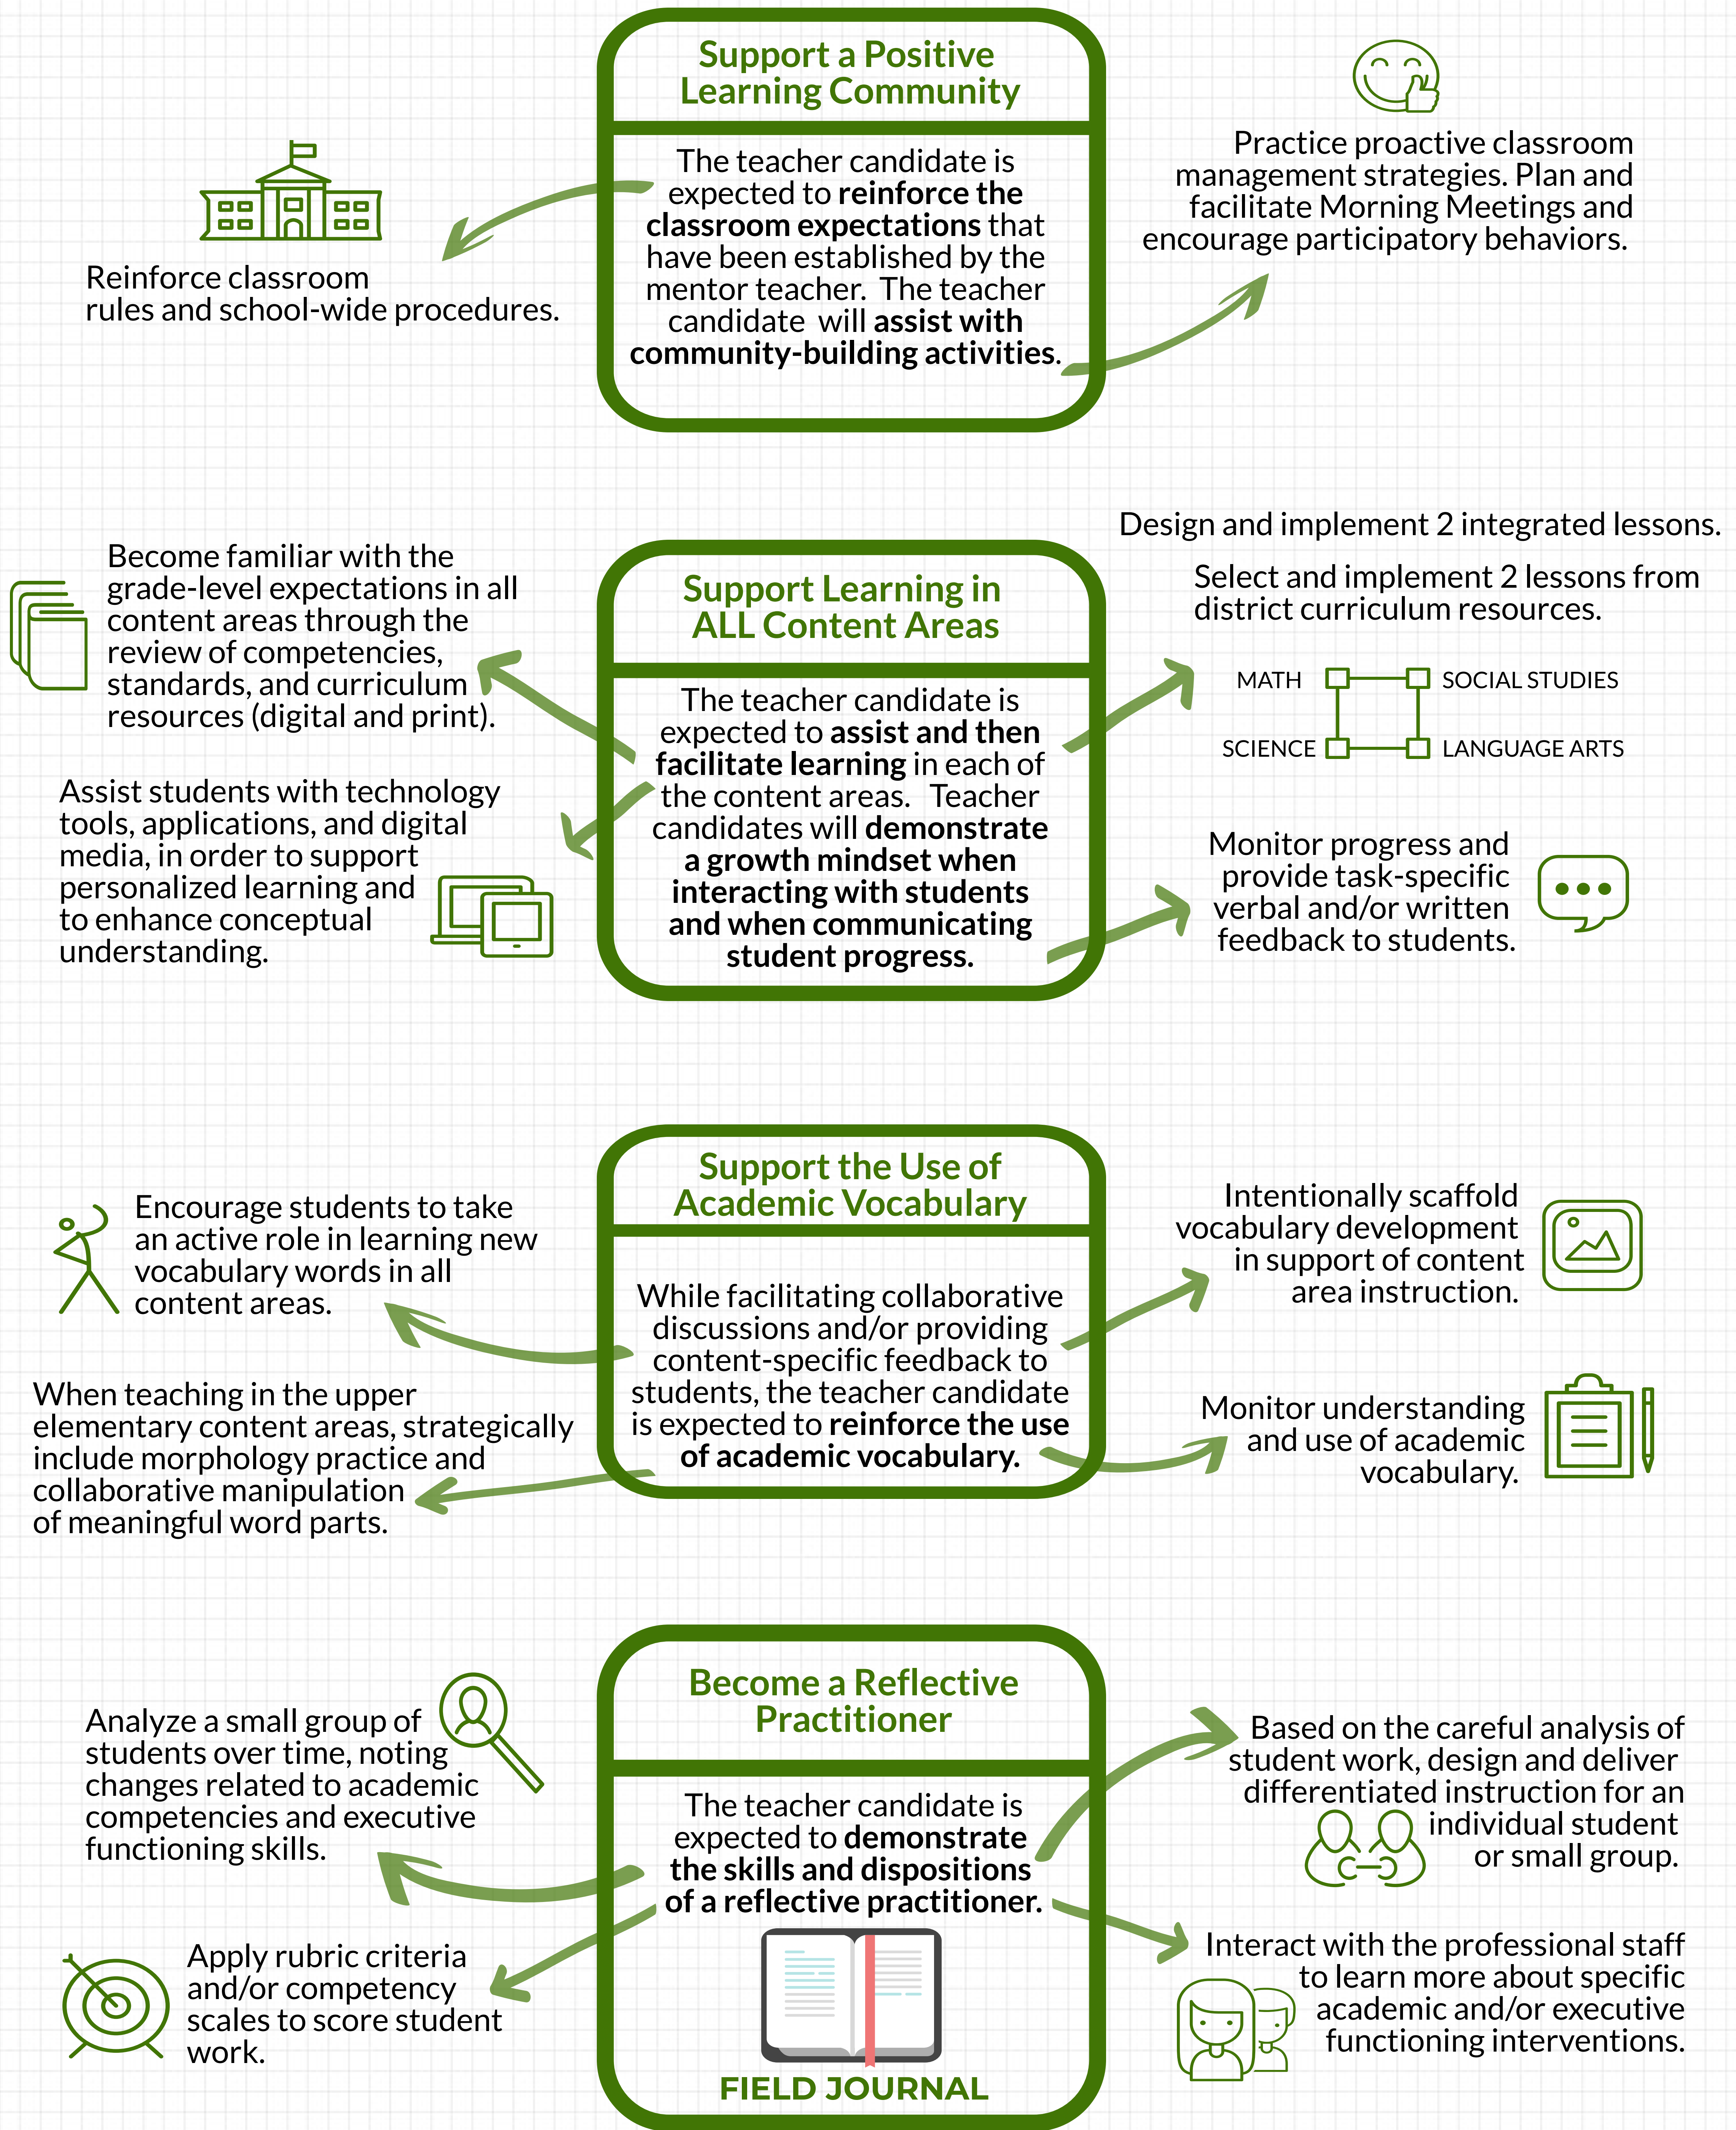 Support a Positive
Learning Community
The teacher candidate is
expected to reinforce the
classroom expectations that
have been established by the
mentor teacher.  The teacher
candidate  will assist with
community-building activities.
Reinforce classroom
rules and school-wide procedures.
Practice proactive classroom
management strategies. Plan and
facilitate Morning Meetings and
encourage participatory behaviors.
Support Learning in
ALL Content Areas
The teacher candidate is
expected to assist and then
facilitate learning in each of
the content areas.   Teacher
candidates will demonstrate
a growth mindset when
interacting with students
and when communicating
student progress.
Become familiar with the
grade-level expectations in all
content areas through the
review of competencies,
standards, and curriculum
resources (digital and print).
Assist students with technology
tools, applications, and digital
media, in order to support
personalized learning and
to enhance conceptual
understanding.
Design and implement 2 integrated lessons.
Select and implement 2 lessons from
district curriculum resources.
MATH
SOCIAL STUDIES
SCIENCE
LANGUAGE ARTS
Monitor progress and
provide task-specific
verbal and/or written
feedback to students.
Support the Use of
Academic Vocabulary
While facilitating collaborative
discussions and/or providing
content-specific feedback to
students, the teacher candidate
is expected to reinforce the use
of academic vocabulary.
Encourage students to take
an active role in learning new
vocabulary words in all
content areas.
When teaching in the upper
elementary content areas, strategically
include morphology practice and
collaborative manipulation
of meaningful word parts.
Intentionally scaffold
vocabulary development
in support of content
area instruction.
Monitor understanding
and use of academic
vocabulary.
Become a Reflective
Practitioner
The teacher candidate is
expected to demonstrate
the skills and dispositions
of a reflective practitioner.
FIELD JOURNAL
Analyze a small group of
students over time, noting
changes related to academic
competencies and executive
functioning skills.
Apply rubric criteria
and/or competency
scales to score student
work.
Based on the careful analysis of
student work, design and deliver
differentiated instruction for an
individual student
or small group.
Interact with the professional staff
to learn more about specific
academic and/or executive
functioning interventions.